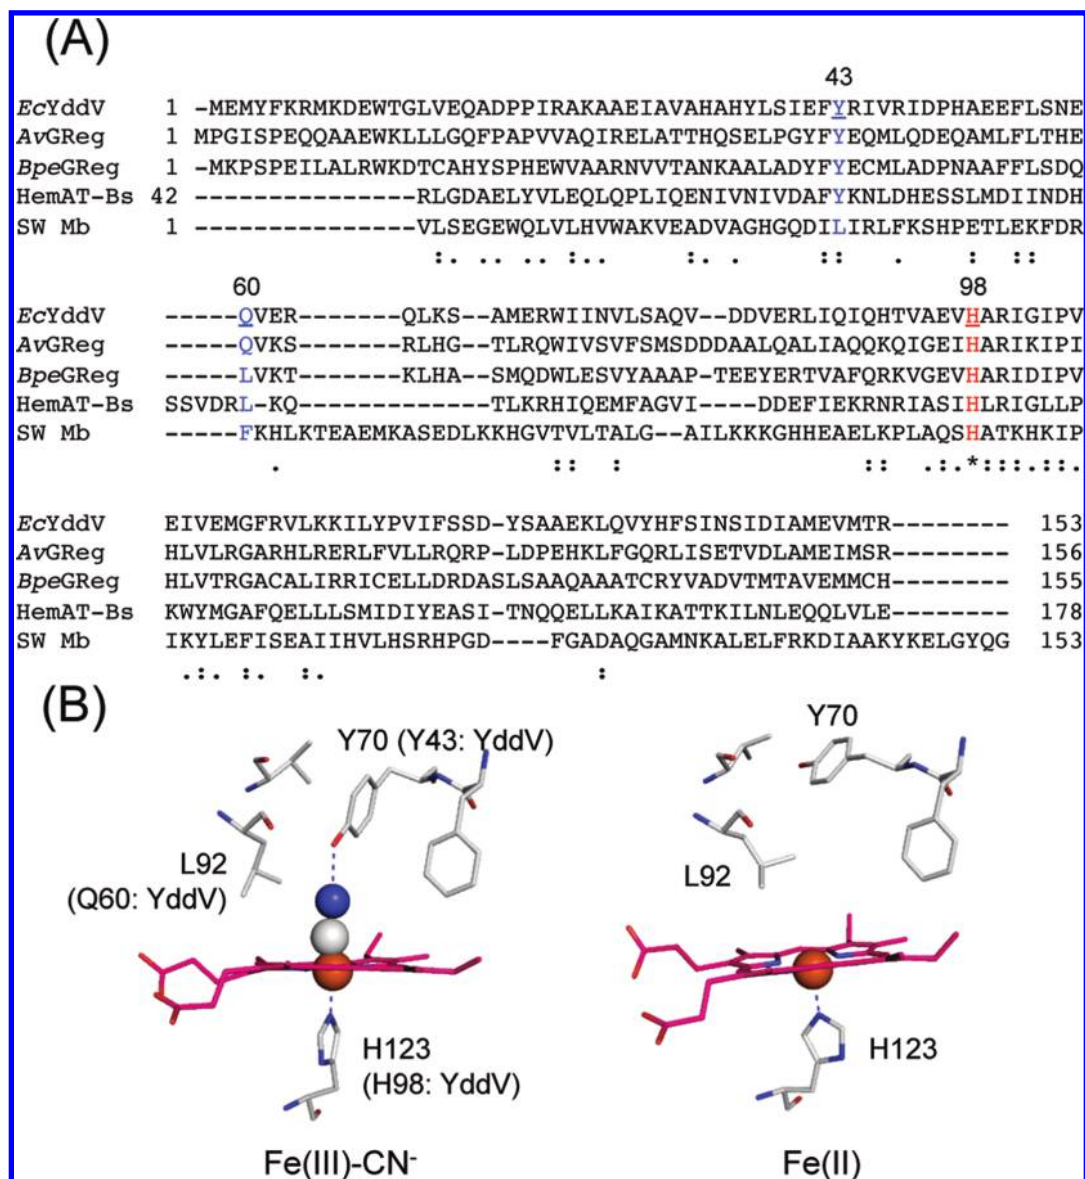 (A)
43
EcYddV 1 -MEMYFKRMKDEWTGLVEQADPPIRAKAAEIAVAHAHYLSIEFYRIVRIDPHAEEFLSNE
AvGReg 1 MPGISPEQQAAEWKLLLGQFPAPVVAQIRELATTHQSELPGYFYEQMLQDEQAMLFLTHE
BpeGReg 1 -MKPSPEILALRWKDTCAHYSPHEWVAARNVVTANKAALADYFYECMLADPNAAFFLSDQ
HemAT-Bs 42 ---------------RLGDAELYVLEQLQPLIQENIVNIVDAFYKNLDHESSLMDIINDH
SW Mb 1 ---------------VLSEGEWQLVLHVWAKVEADVAGHGQDILIRLFKSHPETLEKFDR
:. .. .. :: : . . :: . : ::
60 98
EcYddV -----QVER-------QLKS--AMERWIINVLSAQV--DDVERLIQIQHTVAEVHARIGIPV
AvGReg -----QVKS-------RLHG--TLRQWIVSVFSMSDDDAALQALIAQQKQIGEIHARIKIPI
BpeGReg -----LVKT-------KLHA--SMQDWLESVYAAAP-TEEYERTVAFQRKVGEVHARIDIPV
HemAT-Bs SSVDRL-KQ------------TLKRHIQEMFAGVI----DDEFIEKRNRIASIHLRIGLLP
SW Mb -----FKHLKTEAEMKASEDLKKHGVTVLTALG--AILKKKGHHEAELKPLAQSHATKHKIP
. :: : :: .:.*::::.::
EcYddV EIVEMGFRVLKKILYPVIFSSD-YSAAEKLQVYHFSINSIDIAMEVMTR-------- 153
AvGReg HLVLRGARHLRERLFVLLRQRP-LDPEHKLFGQRLISETVDLAMEIMSR-------- 156
BpeGReg HLVTRGACALIRRICELLDRDASLSAAQAAATCRYVADVTMTAVEMMCH-------- 155
HemAT-Bs KWYMGAFQELLLSMIDIYEASI-TNQQELLKAIKATTKILNLEQQLVLE-------- 178
SW Mb IKYLEFISEAIIHVLHSRHPGD----FGADAQGAMNKALELFRKDIAAKYKELGYQG 153
.:. :. :. :
(B)
Y70 (Y43: YddV)
L92
(Q60: YddV)
H123
(H98: YddV)
Fe(III)-CN-
Y70
L92
H123
Fe(II)